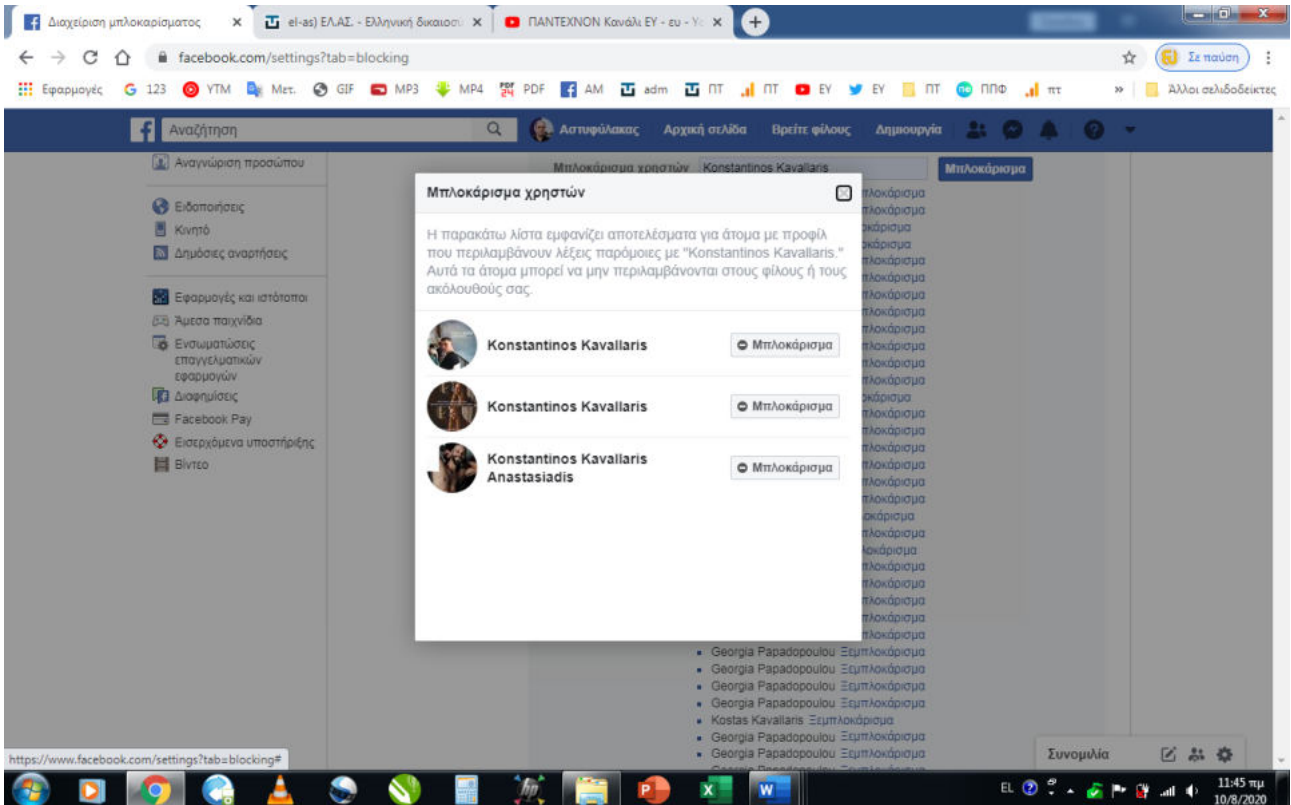 Διαχείριση μπλοκαρίσματος
el-as) ΕΛ.ΑΣ. - Ελληνική δικαιοσ
ΠΑΝΤΕΧΝΟΝ Κανάλι ΕΥ - ευ - Yo
facebook.com/settings?tab=blocking
Σε παύση
Εφαρμογές 123 YTM Μετ. GIF MP3 MP4 PDF AM adm ΠΤ ΠΤ ΕΥ ΕΥ ΠΤ ΠΠΦ πτ » Άλλοι σελιδοδείκτες
Αναζήτηση Αστυφύλακας Αρχική σελίδα Βρείτε φίλους Δημιουργία
Αναγνώριση προσώπου
Ειδοποιήσεις
Κινητό
Δημόσιες αναρτήσεις
Εφαρμογές και ιστότοποι
Άμεσα παιχνίδια
Ενσωματώσεις
επαγγελματικών
εφαρμογών
Διαφημίσεις
Facebook Pay
Εισερχόμενα υποστήριξης
Βίντεο
Μπλοκάρισμα χρηστών Konstantinos Kavallaris Μπλοκάρισμα
Μπλοκάρισμα χρηστών
Η παρακάτω λίστα εμφανίζει αποτελέσματα για άτομα με προφίλ
που περιλαμβάνουν λέξεις παρόμοιες με "Konstantinos Kavallaris."
Αυτά τα άτομα μπορεί να μην περιλαμβάνονται στους φίλους ή τους
ακόλουθούς σας.
Konstantinos Kavallaris Μπλοκάρισμα
Konstantinos Kavallaris Μπλοκάρισμα
Konstantinos Kavallaris
Anastasiadis Μπλοκάρισμα
Georgia Papadopoulou Ξεμπλοκάρισμα
Georgia Papadopoulou Ξεμπλοκάρισμα
Georgia Papadopoulou Ξεμπλοκάρισμα
Georgia Papadopoulou Ξεμπλοκάρισμα
Kostas Kavallaris Ξεμπλοκάρισμα
Georgia Papadopoulou Ξεμπλοκάρισμα
Georgia Papadopoulou Ξεμπλοκάρισμα
Συνομιλία
https://www.facebook.com/settings?tab=blocking#
EL
11:45 πμ
10/8/2020